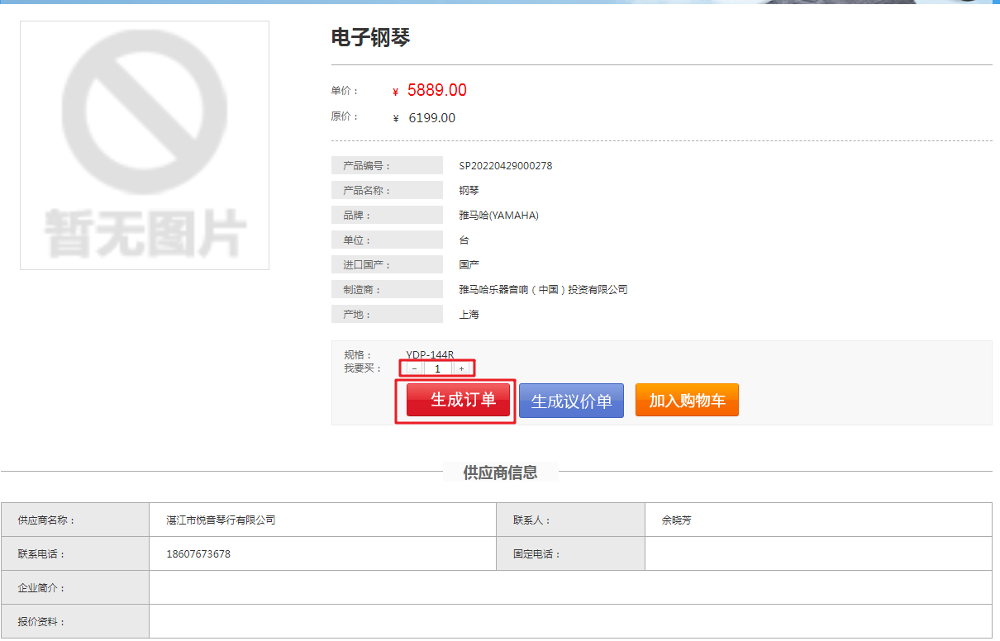 暂无图片
电子钢琴
单价： ¥ 5889.00
原价： ¥ 6199.00
产品编号： SP20220429000278
产品名称： 钢琴
品牌： 雅马哈(YAMAHA)
单位： 台
进口国产： 国产
制造商： 雅马哈乐器音响（中国）投资有限公司
产地： 上海
规格： YDP-144R
我要买： − 1 +
生成订单 生成议价单 加入购物车
供应商信息
供应商名称： 湛江市悦音琴行有限公司 联系人： 余晓芳
联系电话： 18607673678 固定电话：
企业简介：
报价资料：